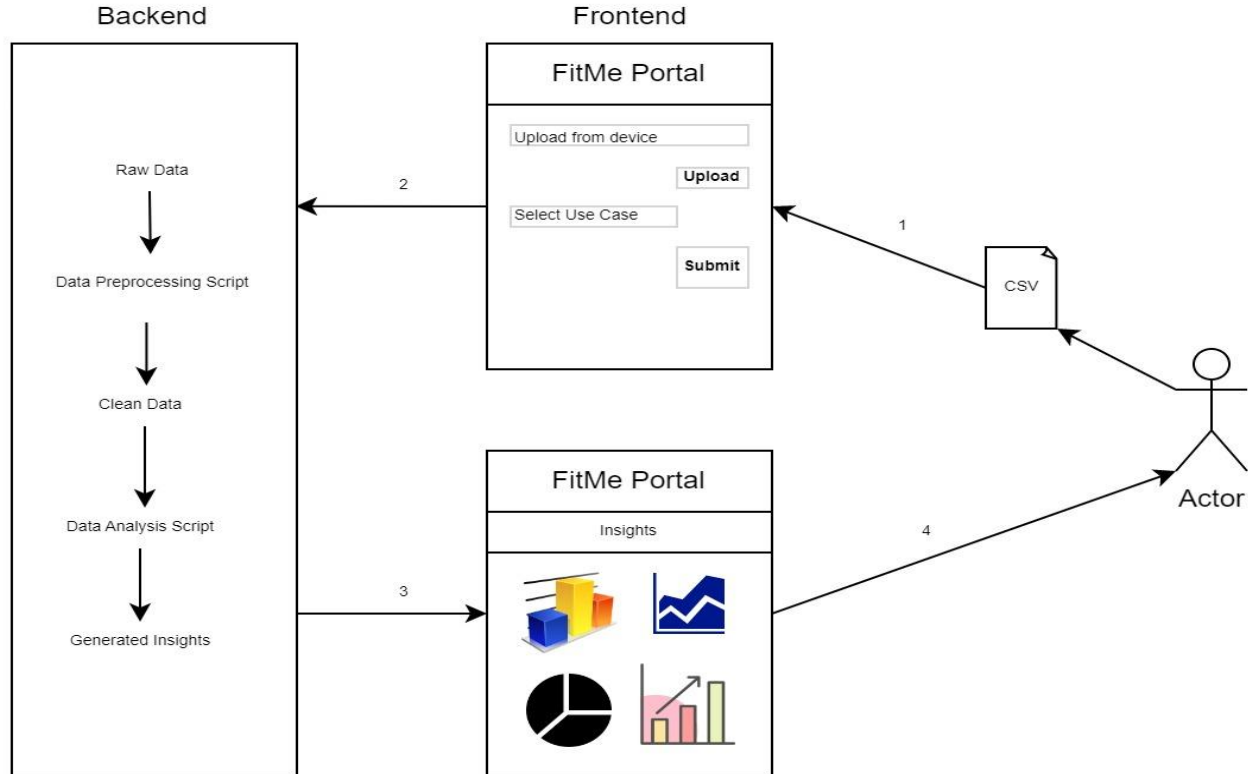 Backend
Frontend
FitMe Portal
Upload from device
Upload
Select Use Case
Submit
Raw Data
Data Preprocessing Script
Clean Data
Data Analysis Script
Generated Insights
2
1
CSV
Actor
FitMe Portal
Insights
3
4